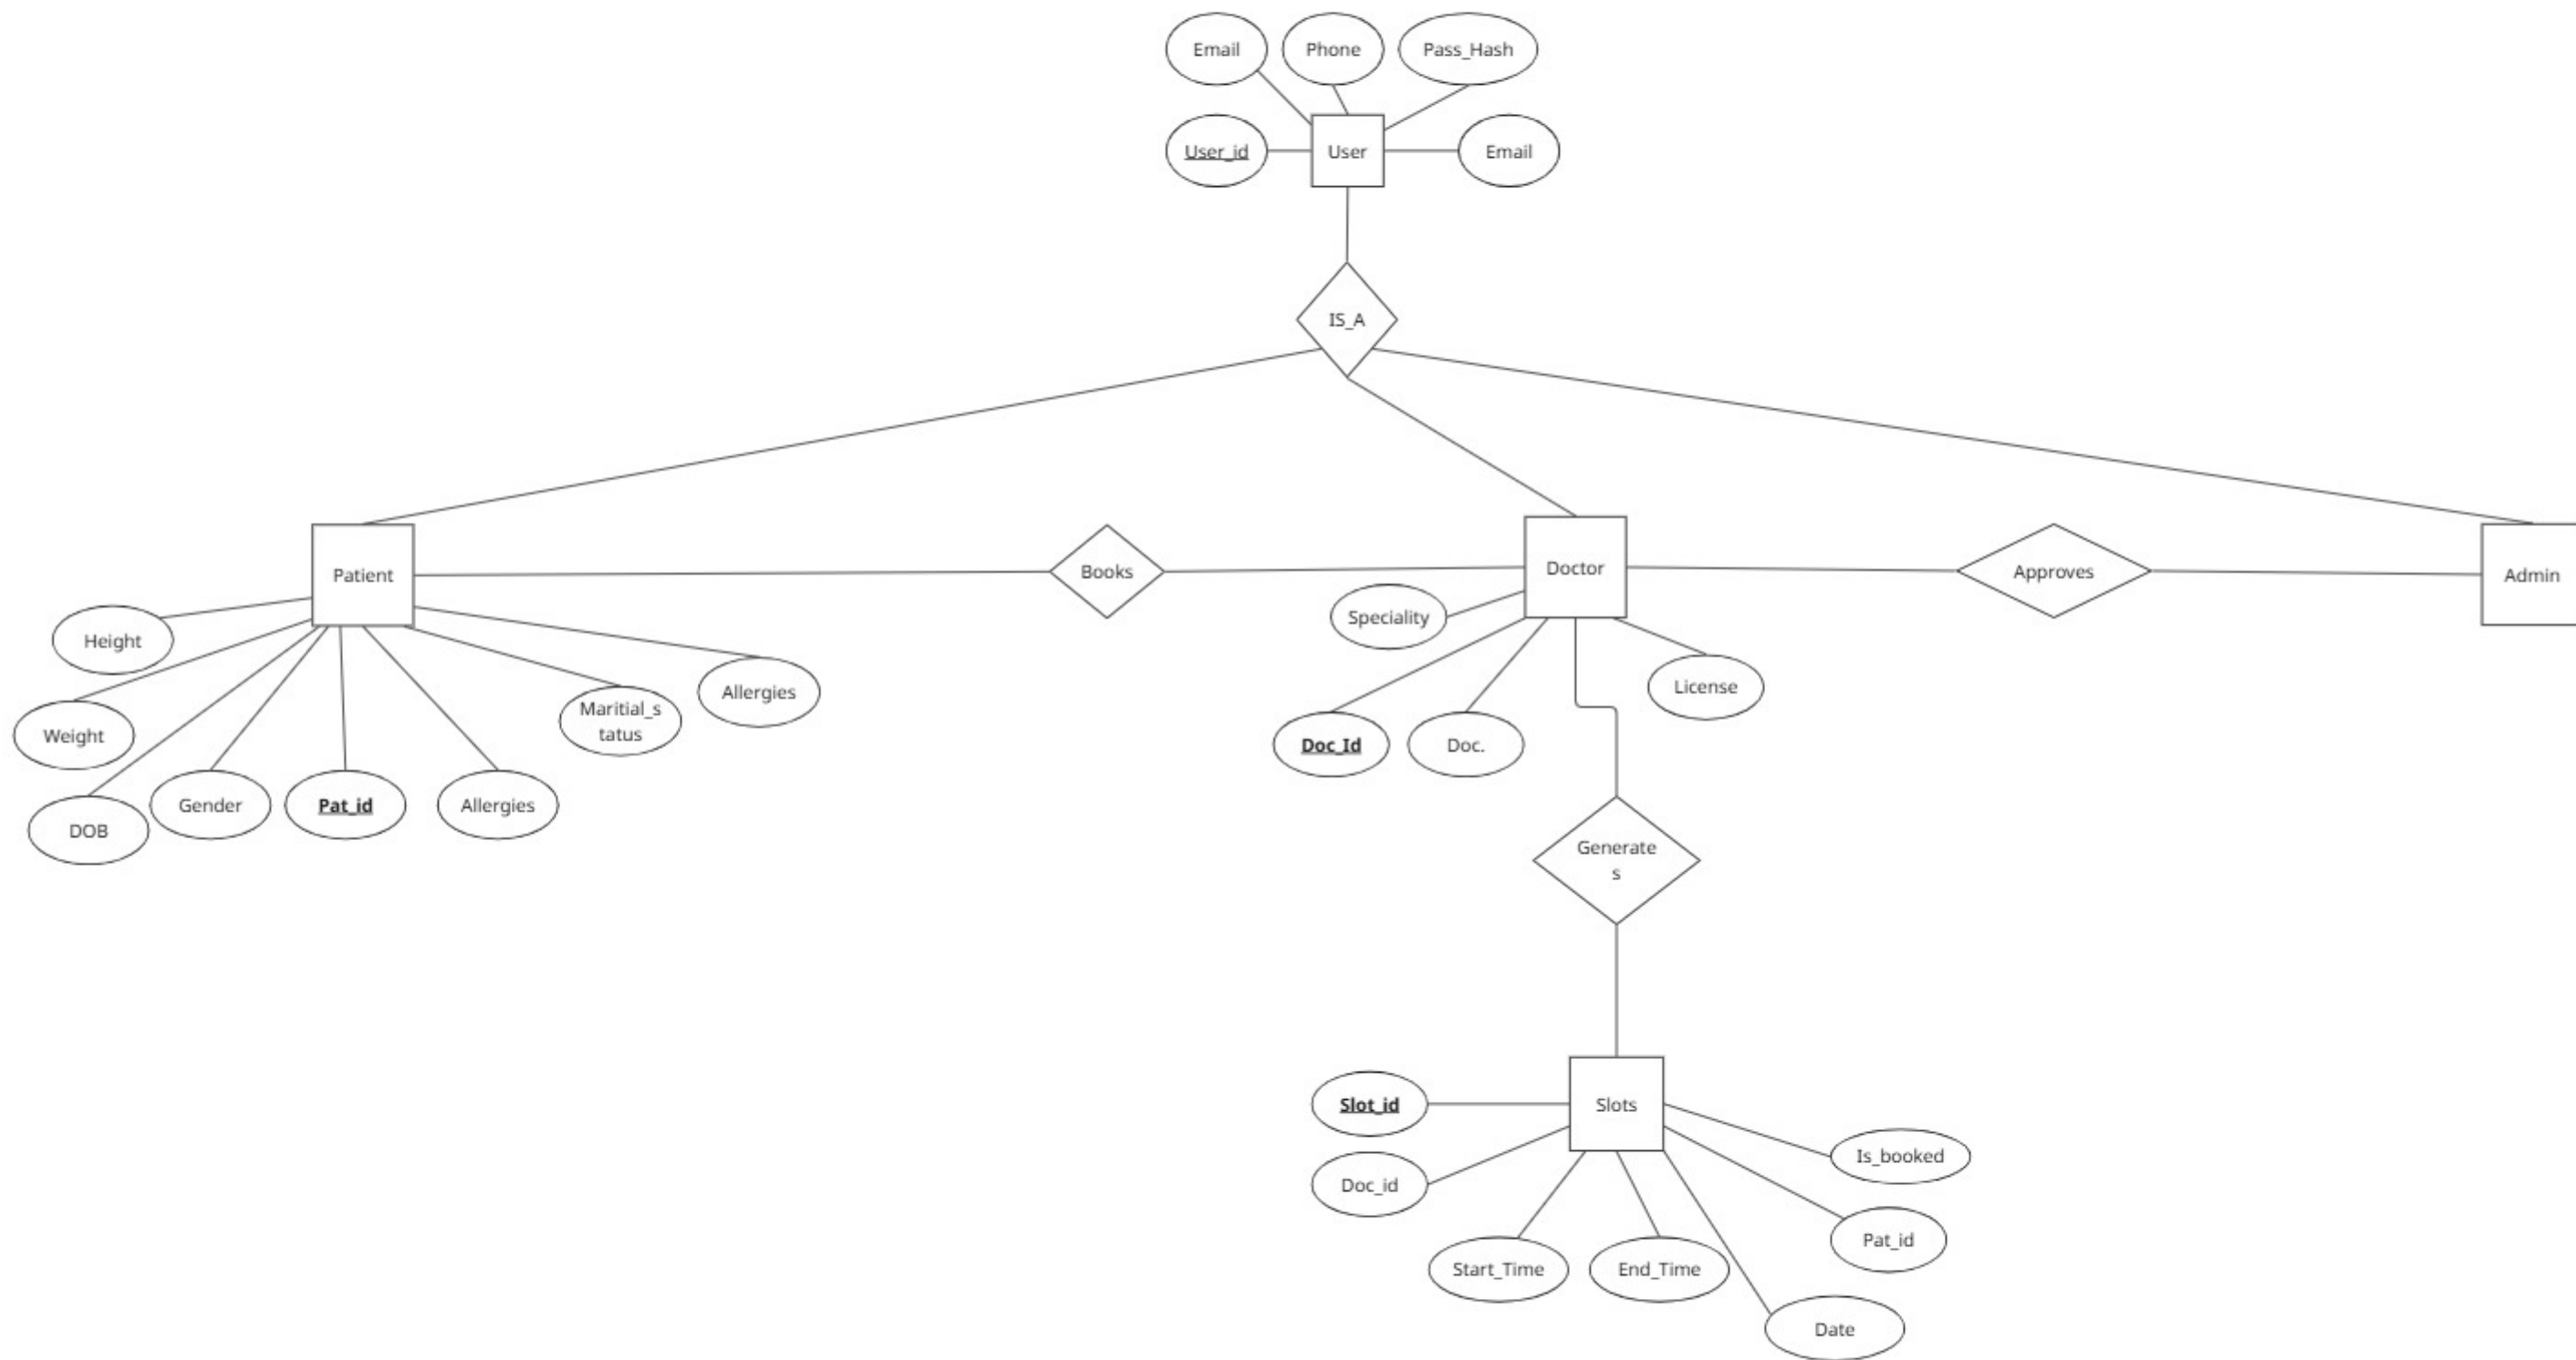 Email
Phone
Pass_Hash
User_id
User
Email
IS_A
Patient
Books
Doctor
Approves
Admin
Height
Speciality
Weight
Maritial_s
tatus
Allergies
License
DOB
Gender
Pat_id
Allergies
Doc_Id
Doc.
Generate
s
Slot_id
Slots
Doc_id
Is_booked
Start_Time
End_Time
Pat_id
Date